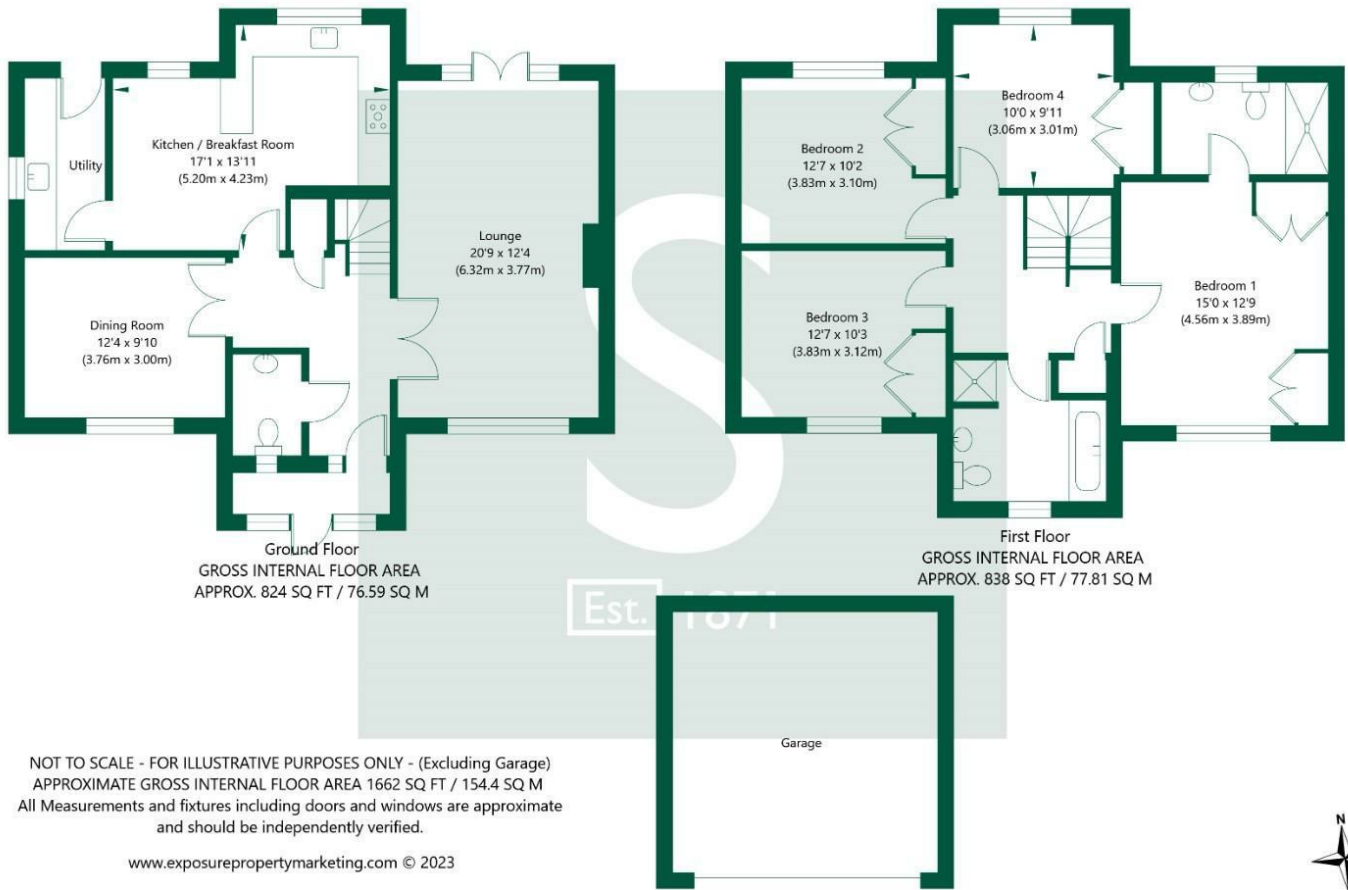 Kitchen / Breakfast Room
17'1 x 13'11
(5.20m x 4.23m)
Utility
Lounge
20'9 x 12'4
(6.32m x 3.77m)
Dining Room
12'4 x 9'10
(3.76m x 3.00m)
Ground Floor
GROSS INTERNAL FLOOR AREA
APPROX. 824 SQ FT / 76.59 SQ M
Bedroom 4
10'0 x 9'11
(3.06m x 3.01m)
Bedroom 2
12'7 x 10'2
(3.83m x 3.10m)
Bedroom 1
15'0 x 12'9
(4.56m x 3.89m)
Bedroom 3
12'7 x 10'3
(3.83m x 3.12m)
First Floor
GROSS INTERNAL FLOOR AREA
APPROX. 838 SQ FT / 77.81 SQ M
S
Est. 1871
Garage
NOT TO SCALE - FOR ILLUSTRATIVE PURPOSES ONLY - (Excluding Garage)
APPROXIMATE GROSS INTERNAL FLOOR AREA 1662 SQ FT / 154.4 SQ M
All Measurements and fixtures including doors and windows are approximate
and should be independently verified.
www.exposurepropertymarketing.com © 2023
N